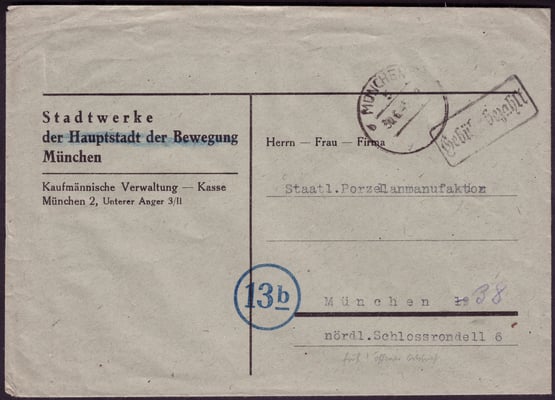 Stadtwerke
der Hauptstadt der Bewegung
München
Kaufmännische Verwaltung — Kasse
München 2, Unterer Anger 3/II
MÜNCHEN
b
Gebühr bezahlt
Herrn — Frau — Firma
Staatl.Porzellanmanufaktur
13b
München 38
nördl.Schlossrondell 6